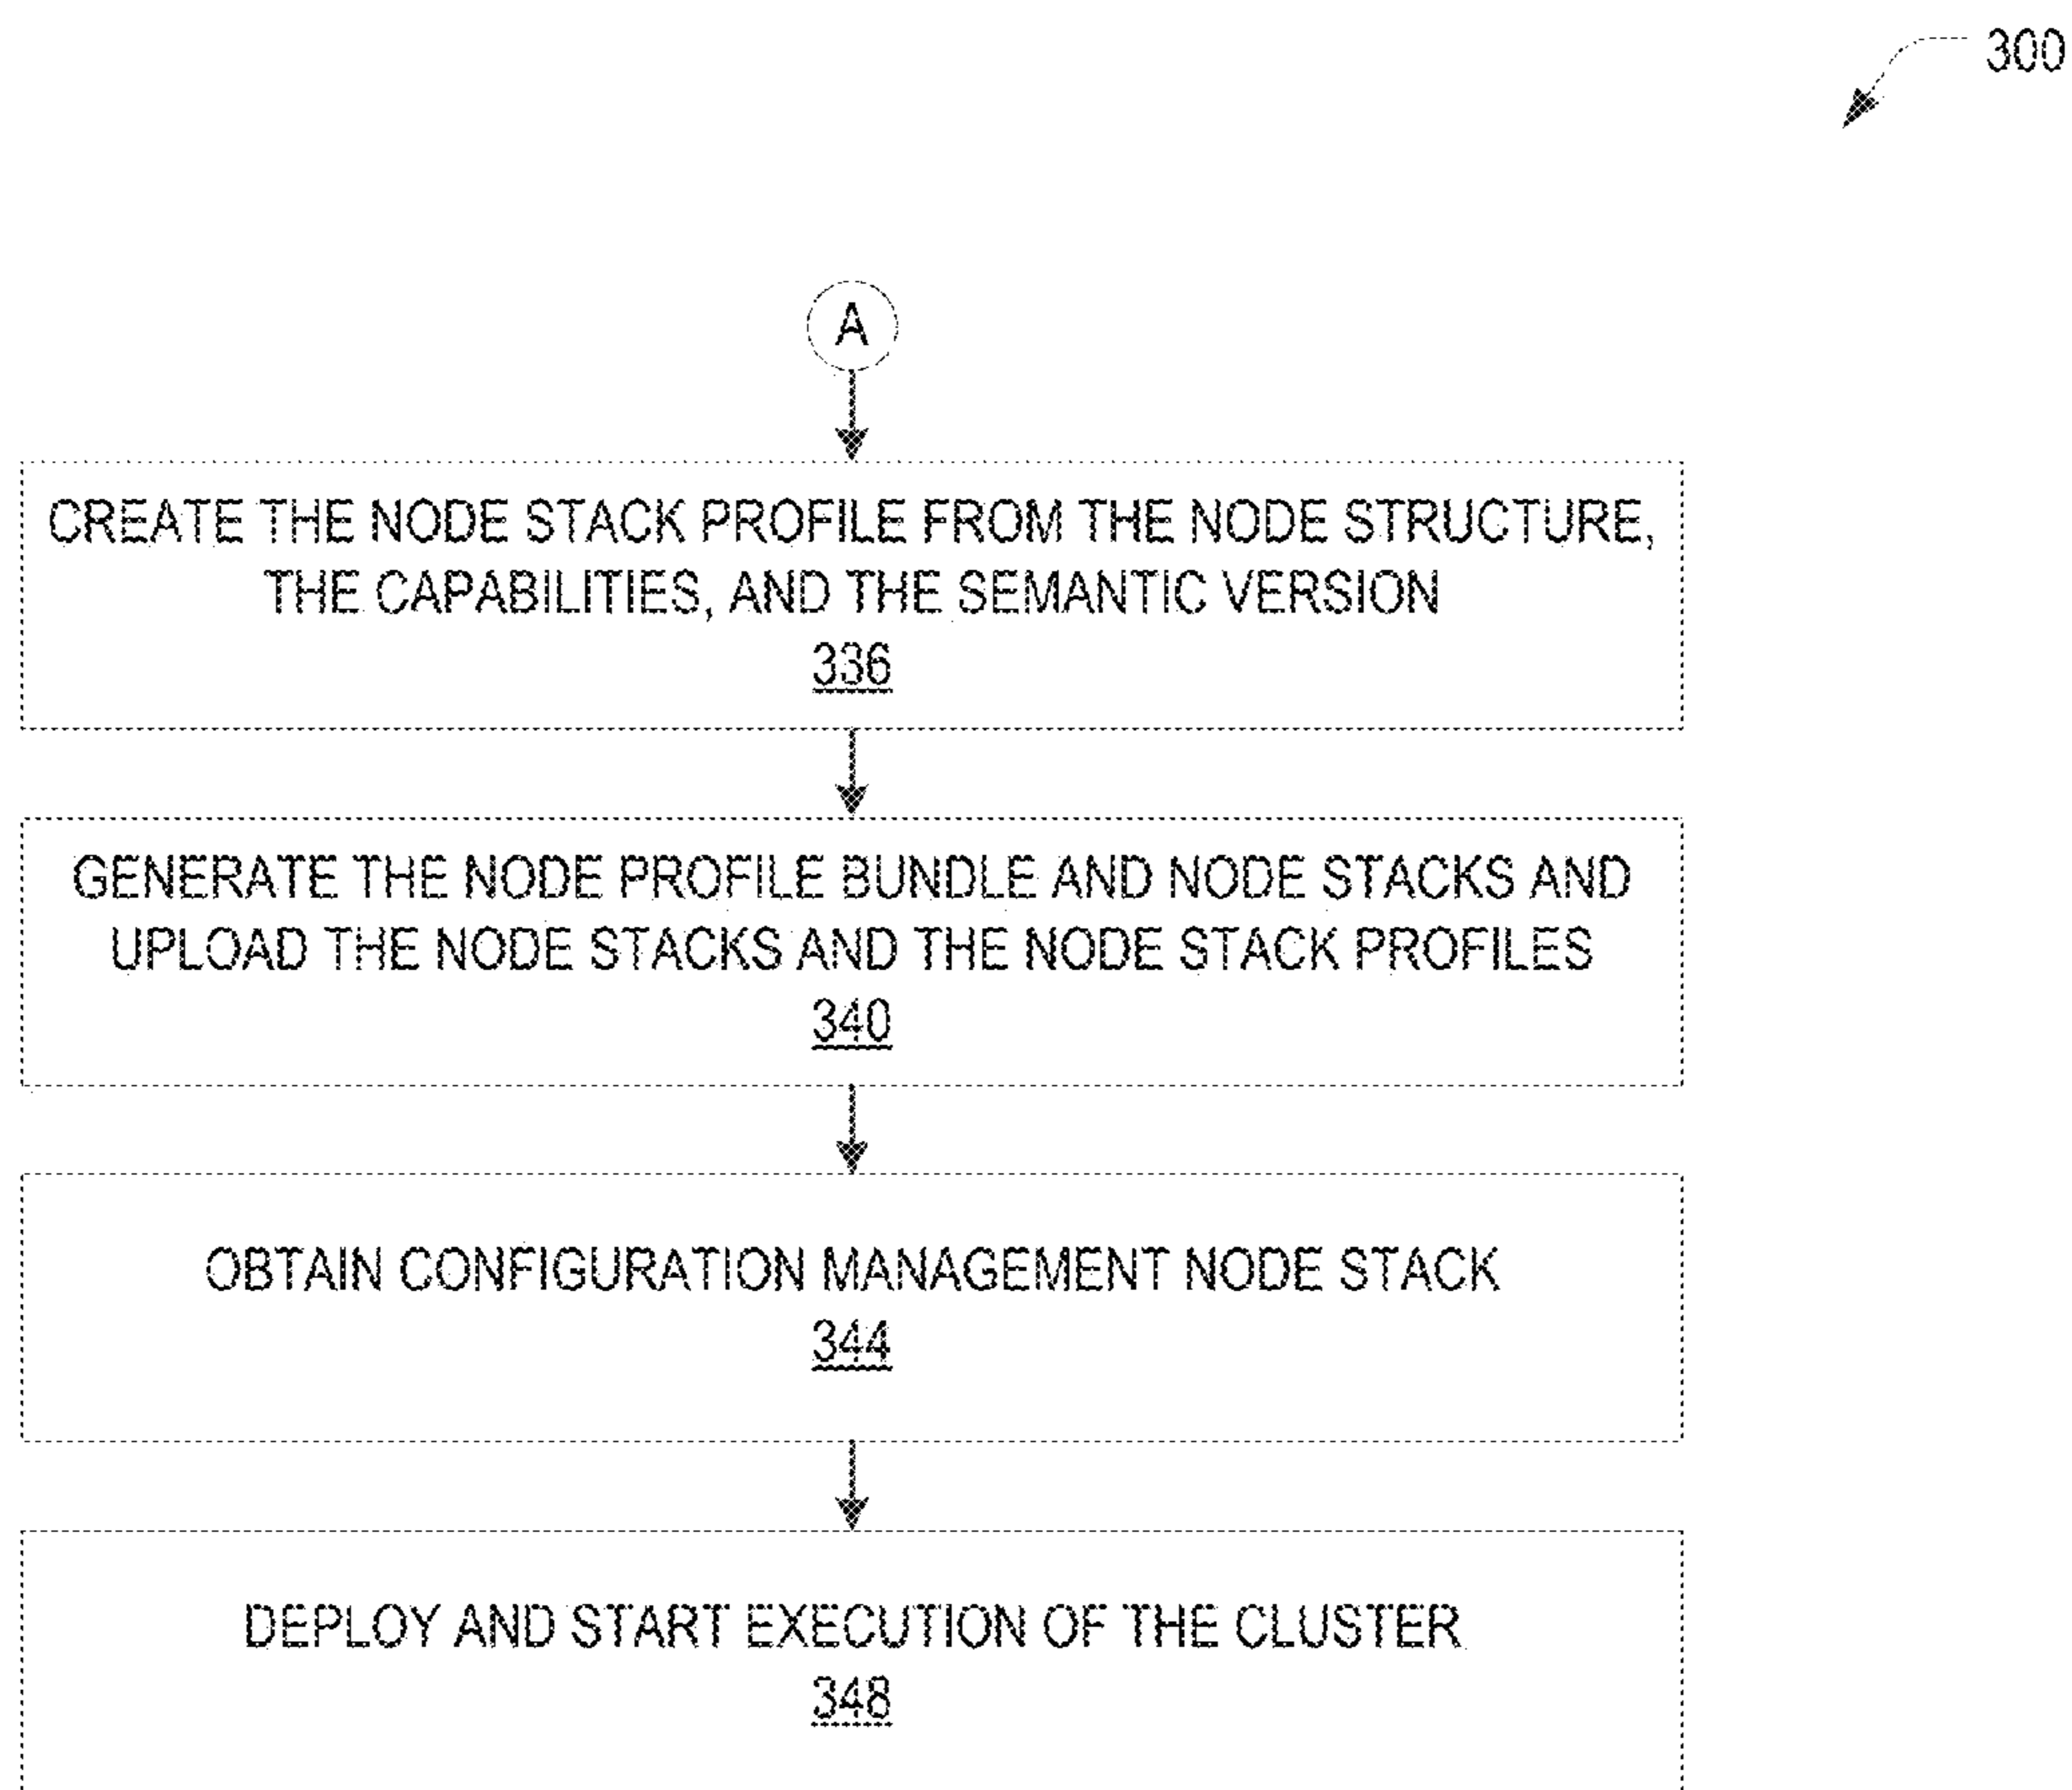 300
A
CREATE THE NODE STACK PROFILE FROM THE NODE STRUCTURE,
THE CAPABILITIES, AND THE SEMANTIC VERSION
336
GENERATE THE NODE PROFILE BUNDLE AND NODE STACKS AND
UPLOAD THE NODE STACKS AND THE NODE STACK PROFILES
340
OBTAIN CONFIGURATION MANAGEMENT NODE STACK
344
DEPLOY AND START EXECUTION OF THE CLUSTER
348